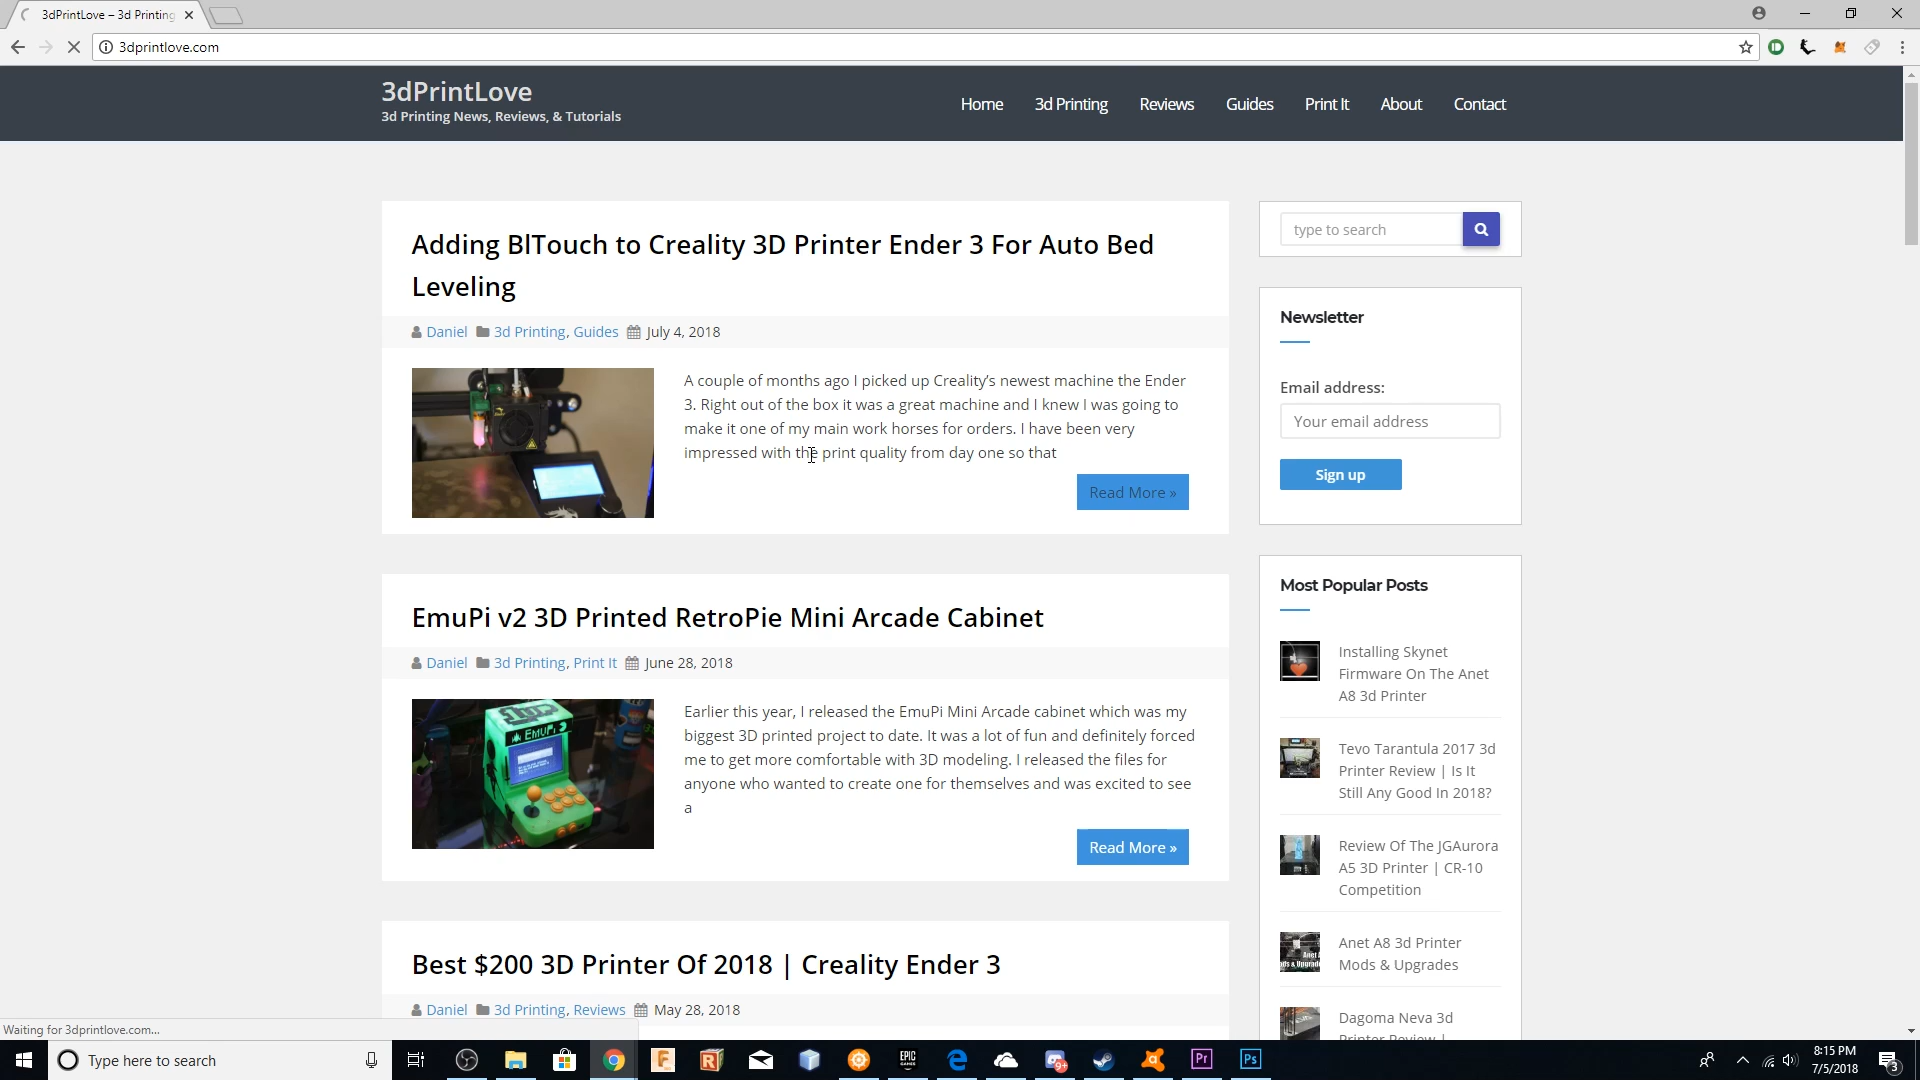 3dPrintLove – 3d Printing
3dprintlove.com
3dPrintLove
3d Printing News, Reviews, & Tutorials
Home 3d Printing Reviews Guides Print It About Contact
Adding BlTouch to Creality 3D Printer Ender 3 For Auto Bed
Leveling
Daniel 3d Printing, Guides July 4, 2018
A couple of months ago I picked up Creality’s newest machine the Ender
3. Right out of the box it was a great machine and I knew I was going to
make it one of my main work horses for orders. I have been very
impressed with the print quality from day one so that
Read More »
EmuPi v2 3D Printed RetroPie Mini Arcade Cabinet
Daniel 3d Printing, Print It June 28, 2018
EMUPi
Earlier this year, I released the EmuPi Mini Arcade cabinet which was my
biggest 3D printed project to date. It was a lot of fun and definitely forced
me to get more comfortable with 3D modeling. I released the files for
anyone who wanted to create one for themselves and was excited to see
a
Read More »
Best $200 3D Printer Of 2018 | Creality Ender 3
Daniel 3d Printing, Reviews May 28, 2018
type to search
Newsletter
Email address:
Your email address
Sign up
Most Popular Posts
Installing Skynet
Firmware On The Anet
A8 3d Printer
Tevo Tarantula 2017 3d
Printer Review | Is It
Still Any Good In 2018?
Review Of The JGAurora
A5 3D Printer | CR-10
Competition
Anet A8 3d Printer
Mods & Upgrades
Dagoma Neva 3d
Printer Review |
Waiting for 3dprintlove.com...
Type here to search
F
R
EPIC
GAMES
9+
Pr
Ps
8:15 PM
7/5/2018
3